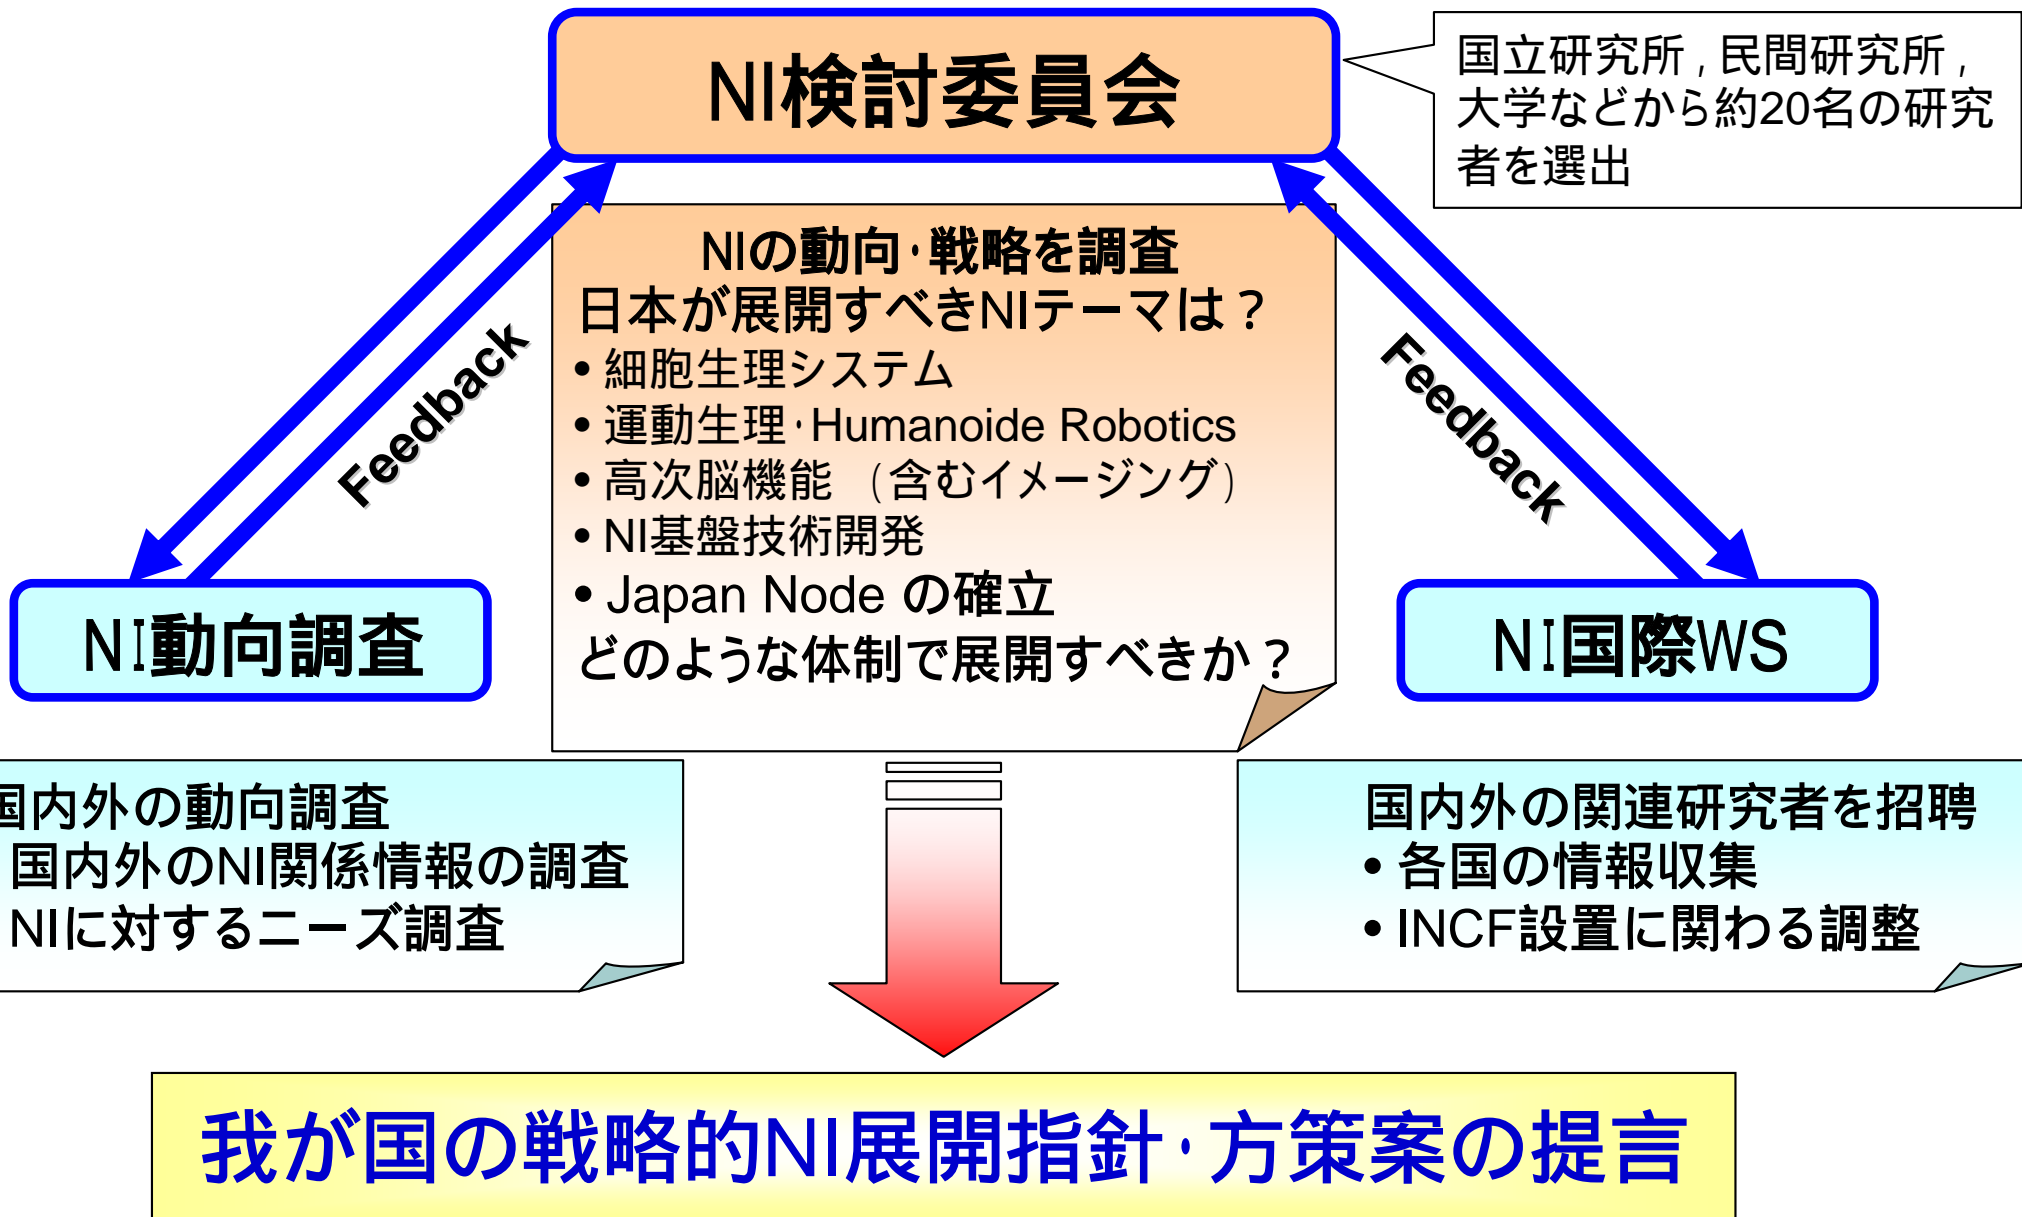 NI検討委員会
国立研究所，民間研究所，
大学などから約20名の研究
者を選出
NIの動向･戦略を調査
日本が展開すべきNIテーマは？
• 細胞生理システム
• 運動生理･Humanoide Robotics
• 高次脳機能 （含むイメージング）
• NI基盤技術開発
• Japan Node の確立
どのような体制で展開すべきか？
Feedback
Feedback
NI動向調査
NI国際WS
国内外の動向調査
国内外のNI関係情報の調査
NIに対するニーズ調査
国内外の関連研究者を招聘
• 各国の情報収集
• INCF設置に関わる調整
我が国の戦略的NI展開指針･方策案の提言